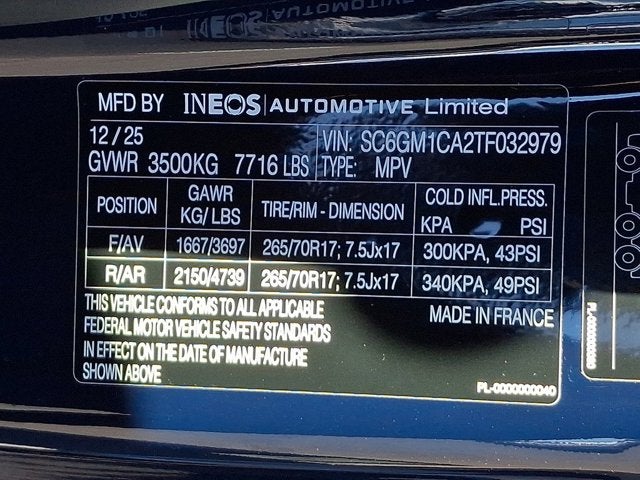 MFD BY INEOS | AUTOMOTIVE Limited
12/25 VIN: SC6GM1CA2TF032979
GVWR 3500KG 7716 LBS TYPE: MPV
POSITION GAWR KG/LBS TIRE/RIM - DIMENSION COLD INFL.PRESS. KPA PSI
F/AV 1667/3697 265/70R17; 7.5Jx17 300KPA, 43PSI
R/AR 2150/4739 265/70R17; 7.5Jx17 340KPA, 49PSI
THIS VEHICLE CONFORMS TO ALL APPLICABLE MADE IN FRANCE
FEDERAL MOTOR VEHICLE SAFETY STANDARDS
IN EFFECT ON THE DATE OF MANUFACTURE
SHOWN ABOVE
PL-0000000040